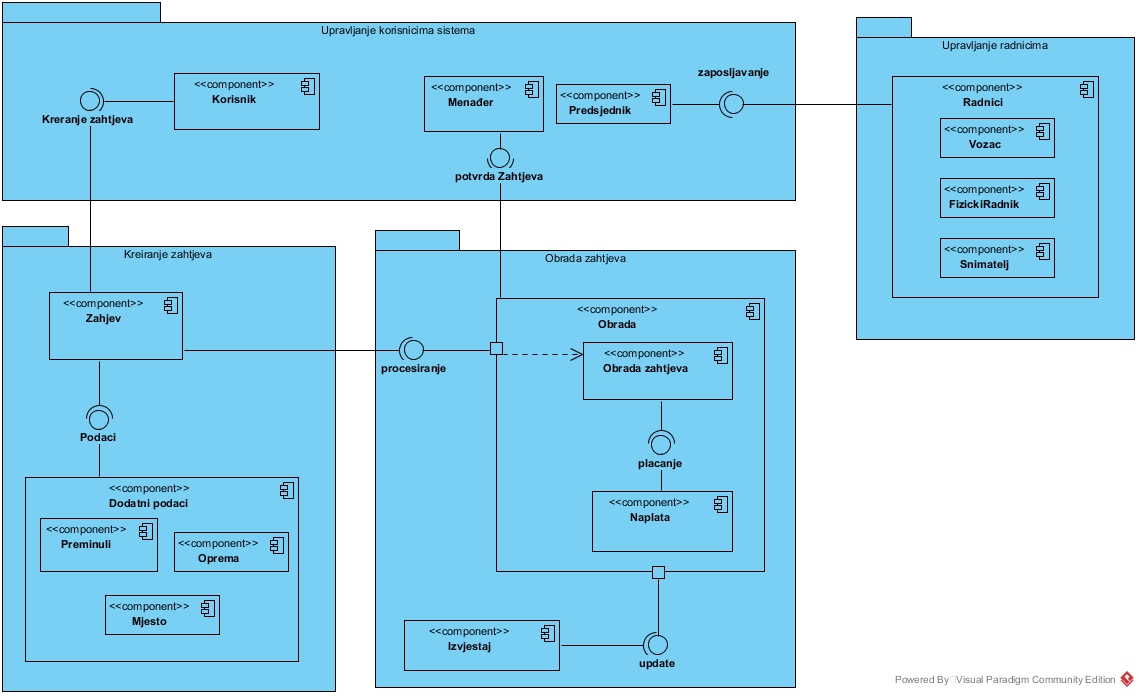 Upravljanje korisnicima sistema
<<component>>
Korisnik
Kreranje zahtjeva
<<component>>
Menader
potvrda Zahtjeva
<<component>>
Predsjednik
zaposljavanje
Upravljanje radnicima
<<component>>
Radnici
<<component>>
Vozac
<<component>>
FizickiRadnik
<<component>>
Snimatelj
Kreiranje zahtjeva
<<component>>
Zahjev
Podaci
<<component>>
Dodatni podaci
<<component>>
Preminuli
<<component>>
Oprema
<<component>>
Mjesto
Obrada zahtjeva
procesiranje
<<component>>
Obrada
<<component>>
Obrada zahtjeva
placanje
<<component>>
Naplata
<<component>>
Izvjestaj
update
Powered By Visual Paradigm Community Edition